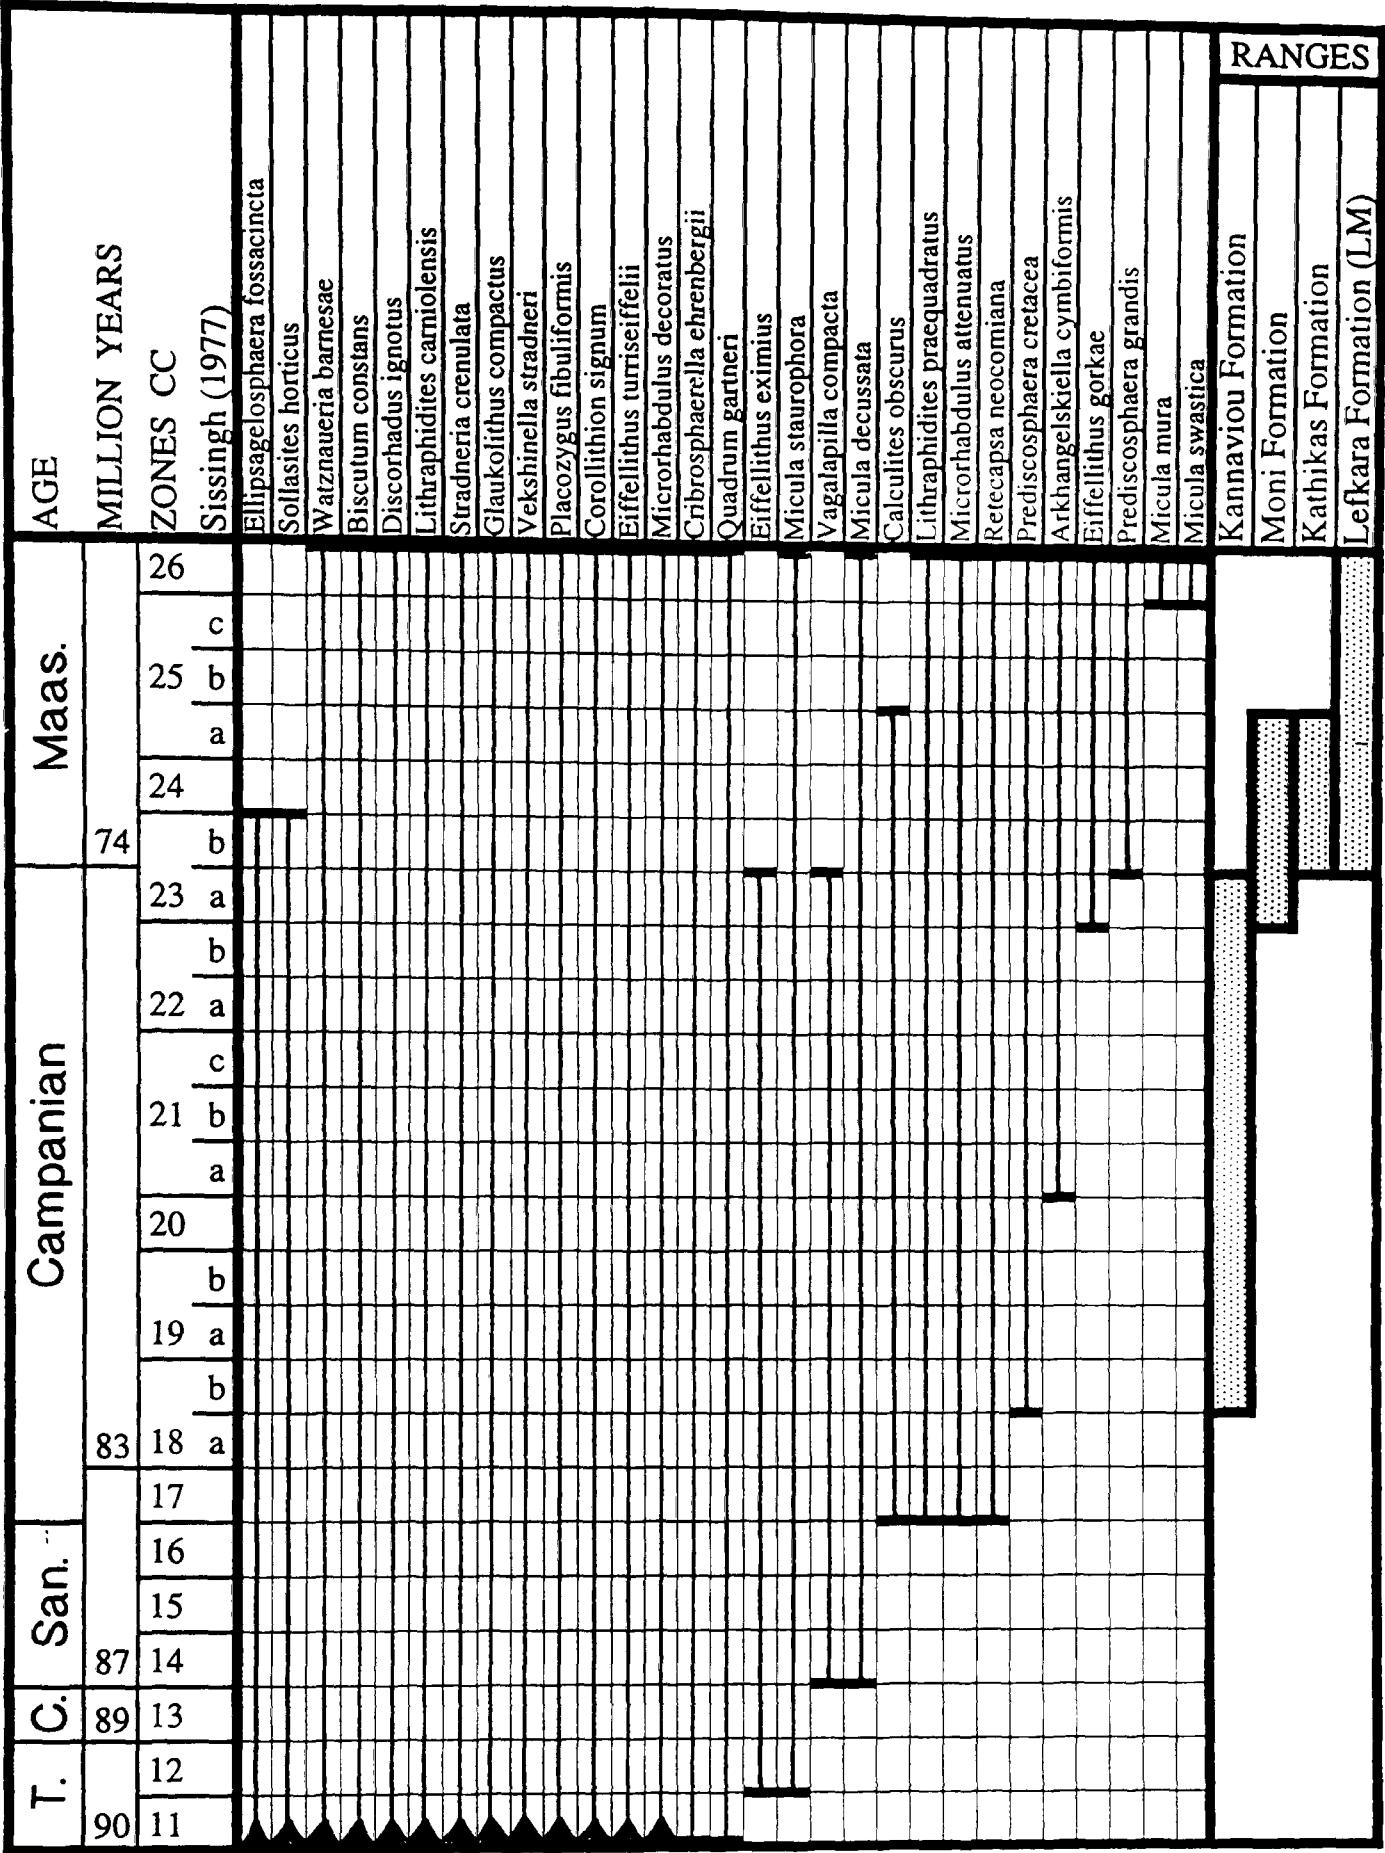 RANGES
AGE
MILLION YEARS
ZONES CC
Sissingh (1977)
Ellipsagelosphaera fossacincta
Sollasites horticus
Watznaueria barnesae
Biscutum constans
Discorhadus ignotus
Lithraphidites carniolensis
Stradneria crenulata
Glaukolithus compactus
Vekshinella stradneri
Placozygus fibuliformis
Corollithion signum
Eiffellithus turriseiffelii
Microrhabdulus decoratus
Cribrosphaerella ehrenbergii
Quadrum gartneri
Eiffellithus eximius
Micula staurophora
Vagalapilla compacta
Micula decussata
Calculites obscurus
Lithraphidites praequadratus
Microrhabdulus attenuatus
Retecapsa neocomiana
Prediscosphaera cretacea
Arkhangelskiella cymbiformis
Eiffellithus gorkae
Prediscosphaera grandis
Micula mura
Micula swastica
Kannaviou Formation
Moni Formation
Kathikas Formation
Lefkara Formation (LM)
Maas.
26
c
25 b
a
24
74 b
Campanian
23 a
b
22 a
c
21 b
a
20
b
19 a
b
83 18 a
17
San.
16
15
87 14
C. 89 13
T.
12
90 11